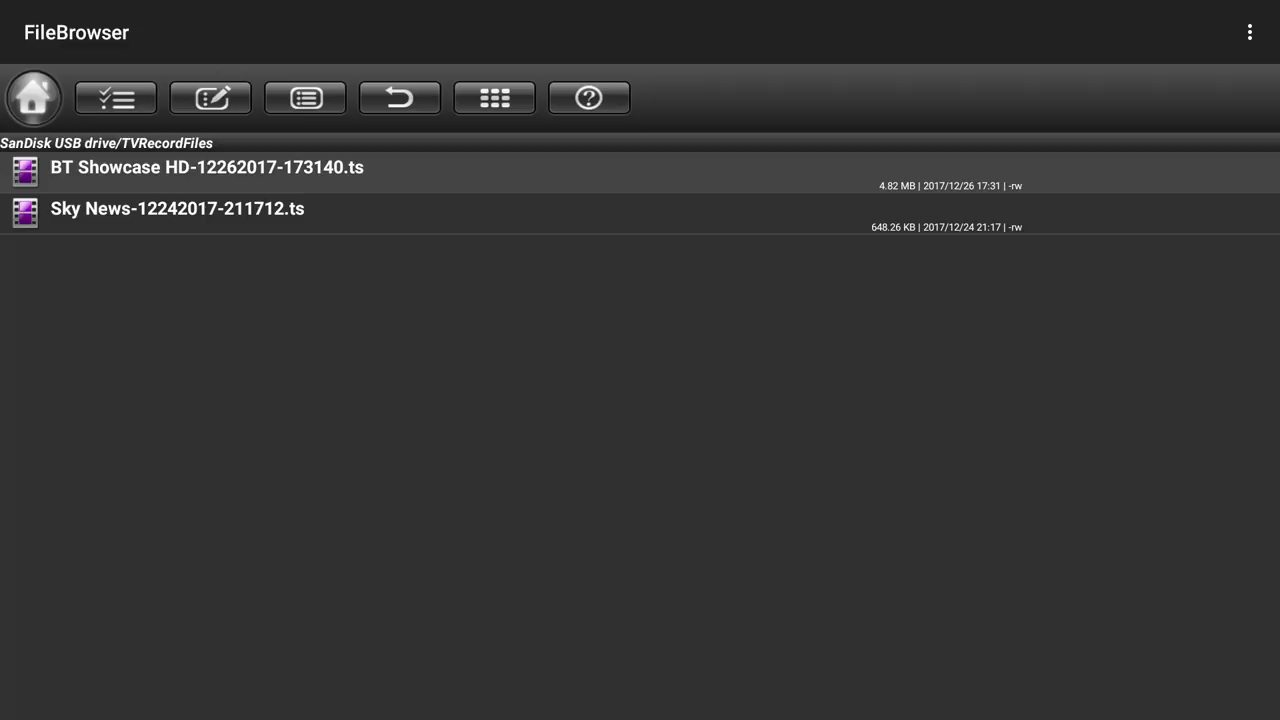 FileBrowser
SanDisk USB drive/TVRecordFiles
BT Showcase HD-12262017-173140.ts
4.82 MB | 2017/12/26 17:31 | -rw
Sky News-12242017-211712.ts
648.26 KB | 2017/12/24 21:17 | -rw